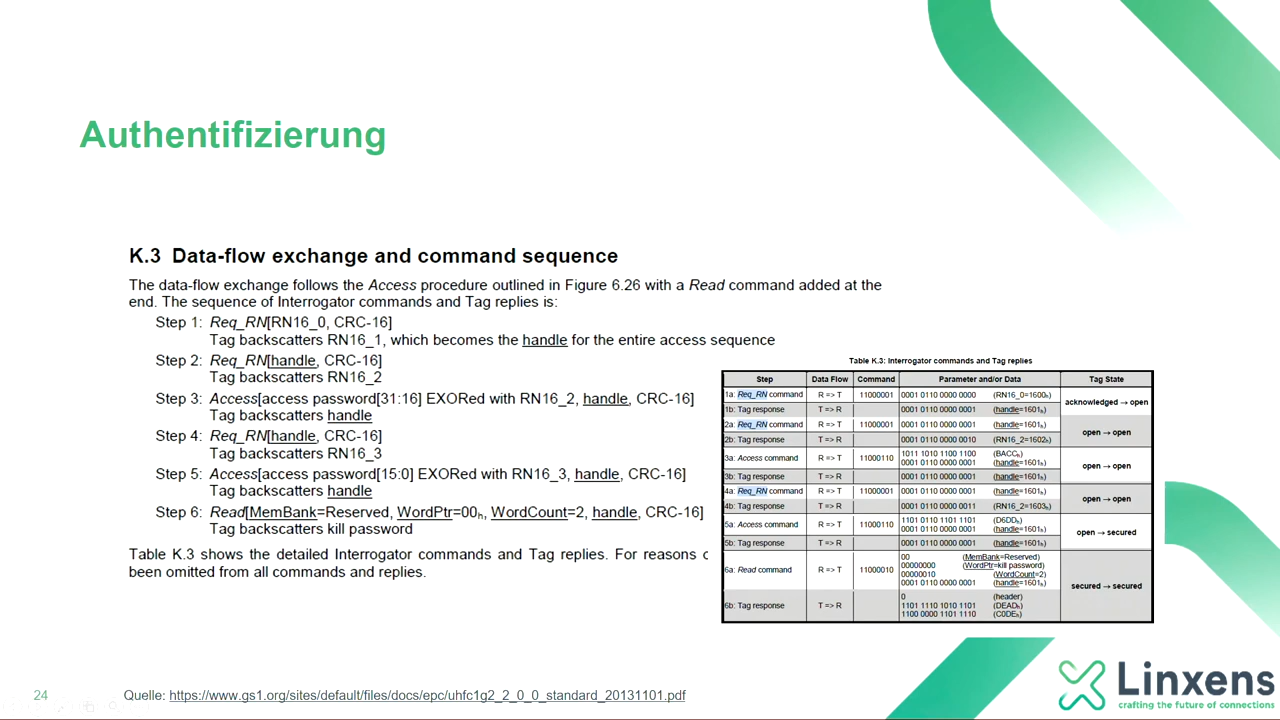 Authentifizierung
K.3 Data-flow exchange and command sequence
The data-flow exchange follows the Access procedure outlined in Figure 6.26 with a Read command added at the
end. The sequence of Interrogator commands and Tag replies is:
Step 1: Req_RN[RN16_0, CRC-16]
Tag backscatters RN16_1, which becomes the handle for the entire access sequence
Step 2: Req_RN[handle, CRC-16]
Tag backscatters RN16_2
Step 3: Access[access password[31:16] EXORed with RN16_2, handle, CRC-16]
Tag backscatters handle
Step 4: Req_RN[handle, CRC-16]
Tag backscatters RN16_3
Step 5: Access[access password[15:0] EXORed with RN16_3, handle, CRC-16]
Tag backscatters handle
Step 6: Read[MemBank=Reserved, WordPtr=00h, WordCount=2, handle, CRC-16]
Tag backscatters kill password
Table K.3 shows the detailed Interrogator commands and Tag replies. For reasons
been omitted from all commands and replies.
Table K.3: Interrogator commands and Tag replies
Step Data Flow Command Parameter and/or Data Tag State
1a: Req_RN command R => T 11000001 0001 0110 0000 0000 (RN16_0=1600h) acknowledged → open
1b: Tag response T => R 0001 0110 0000 0001 (handle=1601h)
2a: Req_RN command R => T 11000001 0001 0110 0000 0001 (handle=1601h) open → open
2b: Tag response T => R 0001 0110 0000 0010 (RN16_2=1602h)
3a: Access command R => T 11000110 1011 1010 1100 1100 (BACCh) open → open
0001 0110 0000 0001 (handle=1601h)
3b: Tag response T => R 0001 0110 0000 0001 (handle=1601h)
4a: Req_RN command R => T 11000001 0001 0110 0000 0001 (handle=1601h) open → open
4b: Tag response T => R 0001 0110 0000 0011 (RN16_2=1603h)
5a: Access command R => T 11000110 1101 0110 1101 1101 (D6DDh) open → secured
0001 0110 0000 0001 (handle=1601h)
5b: Tag response T => R 0001 0110 0000 0001 (handle=1601h)
6a: Read command R => T 11000010 00 (MemBank=Reserved) secured → secured
00000000 (WordPtr=kill password)
00000010 (WordCount=2)
0001 0110 0000 0001 (handle=1601h)
6b: Tag response T => R 0 (header)
1101 1110 1010 1101 (DEADh)
1100 0000 1101 1110 (C0DEh)
24
Quelle: https://www.gs1.org/sites/default/files/docs/epc/uhfc1g2_2_0_0_standard_20131101.pdf
Linxens
crafting the future of connections